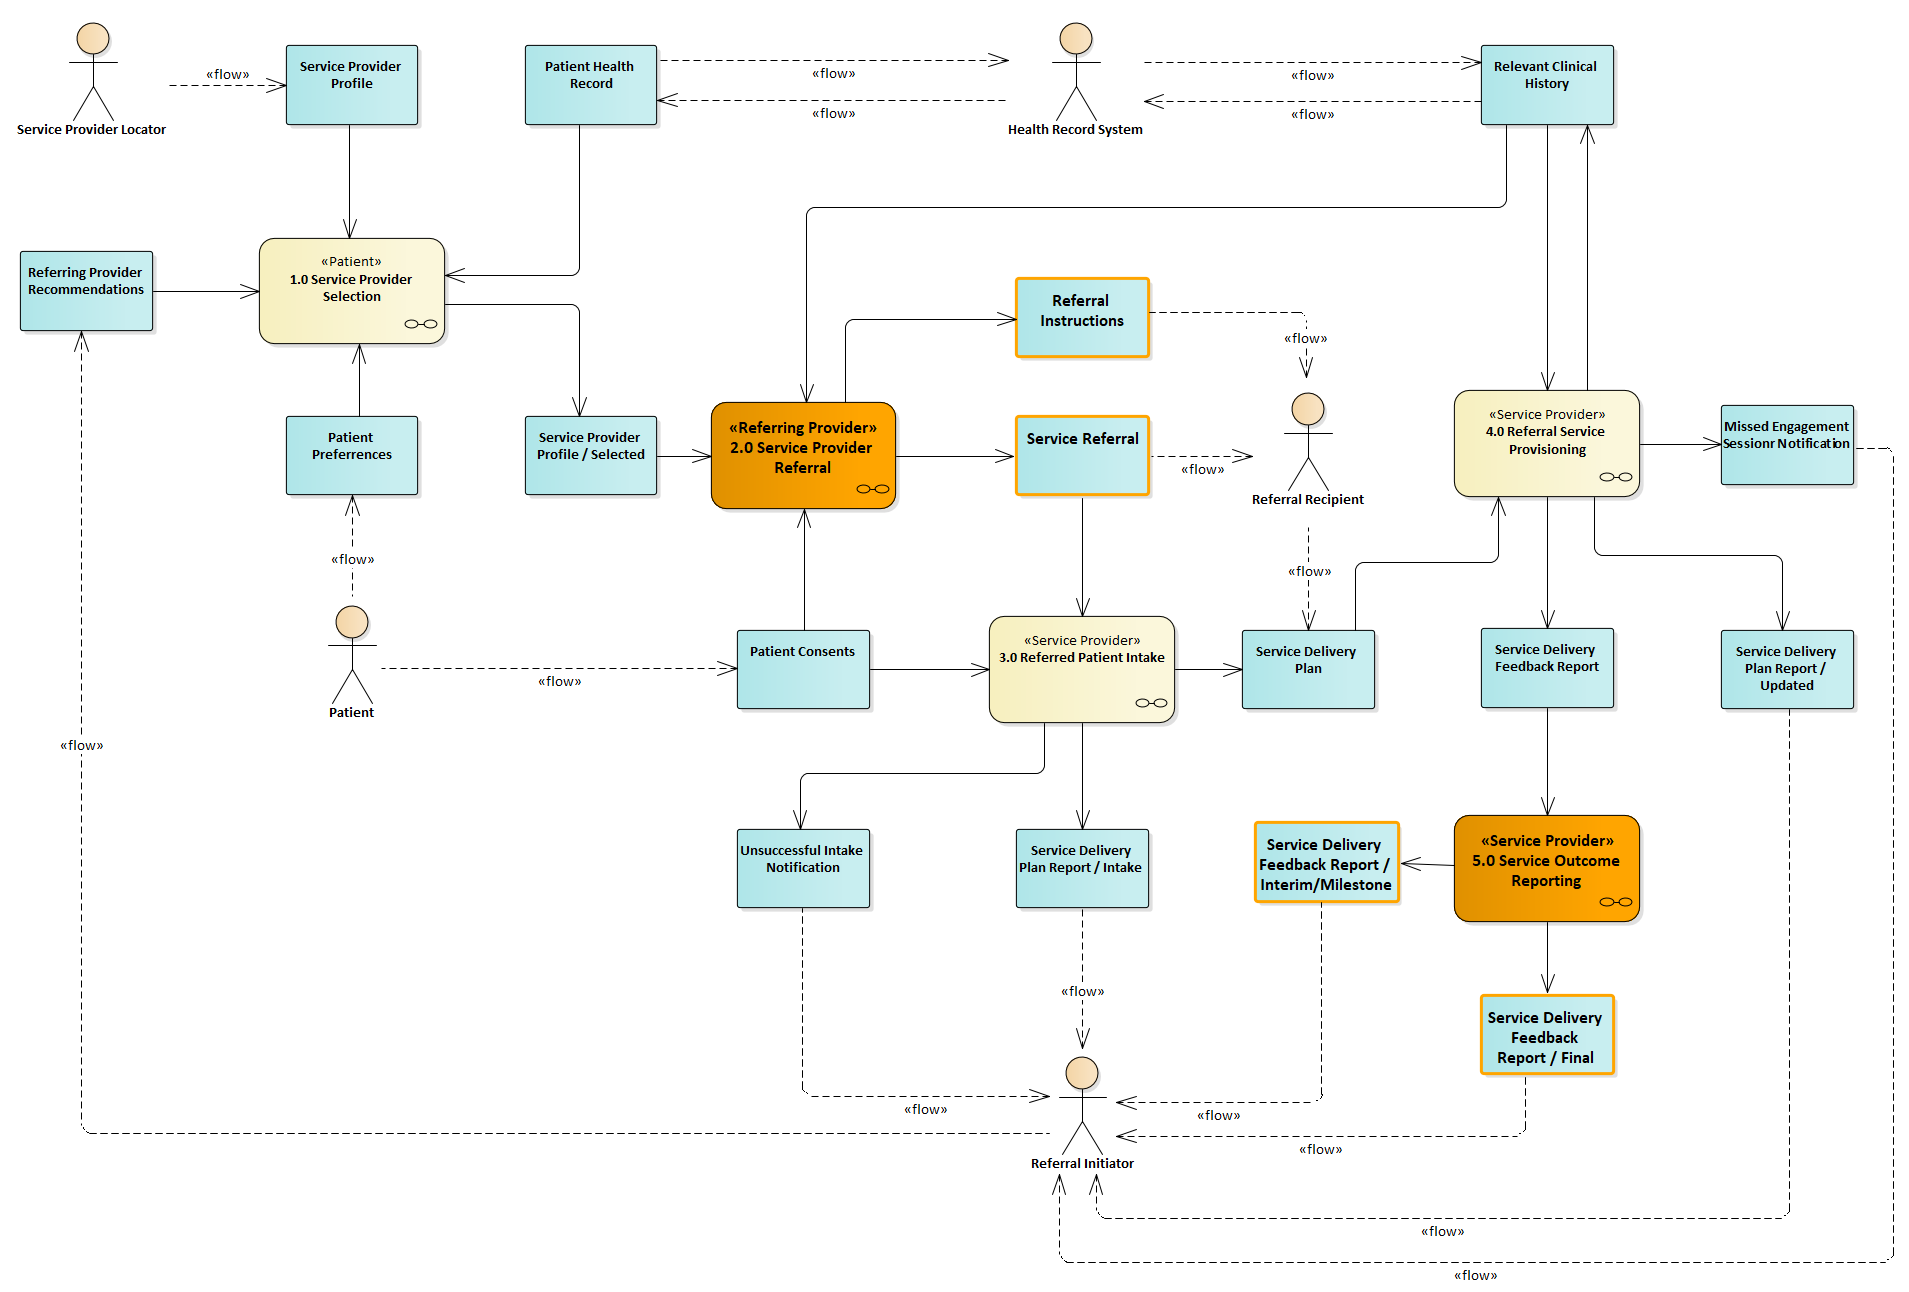 «flow»
Service Provider Locator
Service Provider
Profile
Patient Health
Record
«flow»
«flow»
Health Record System
«flow»
«flow»
Relevant Clinical
History
Referring Provider
Recommendations
«Patient»
1.0 Service Provider
Selection
Referral
Instructions
«flow»
Patient
Preferrences
Service Provider
Profile / Selected
«Referring Provider»
2.0 Service Provider
Referral
Service Referral
«flow»
Referral Recipient
«Service Provider»
4.0 Referral Service
Provisioning
Missed Engagement
Sessionr Notification
«flow»
«flow»
Patient
«flow»
Patient Consents
«Service Provider»
3.0 Referred Patient Intake
Service Delivery
Plan
Service Delivery
Feedback Report
Service Delivery
Plan Report /
Updated
«flow»
Unsuccessful Intake
Notification
Service Delivery
Plan Report / Intake
Service Delivery
Feedback Report /
Interim/Milestone
«Service Provider»
5.0 Service Outcome
Reporting
«flow»
Service Delivery
Feedback
Report / Final
«flow»
«flow»
«flow»
Referral Initiator
«flow»
«flow»